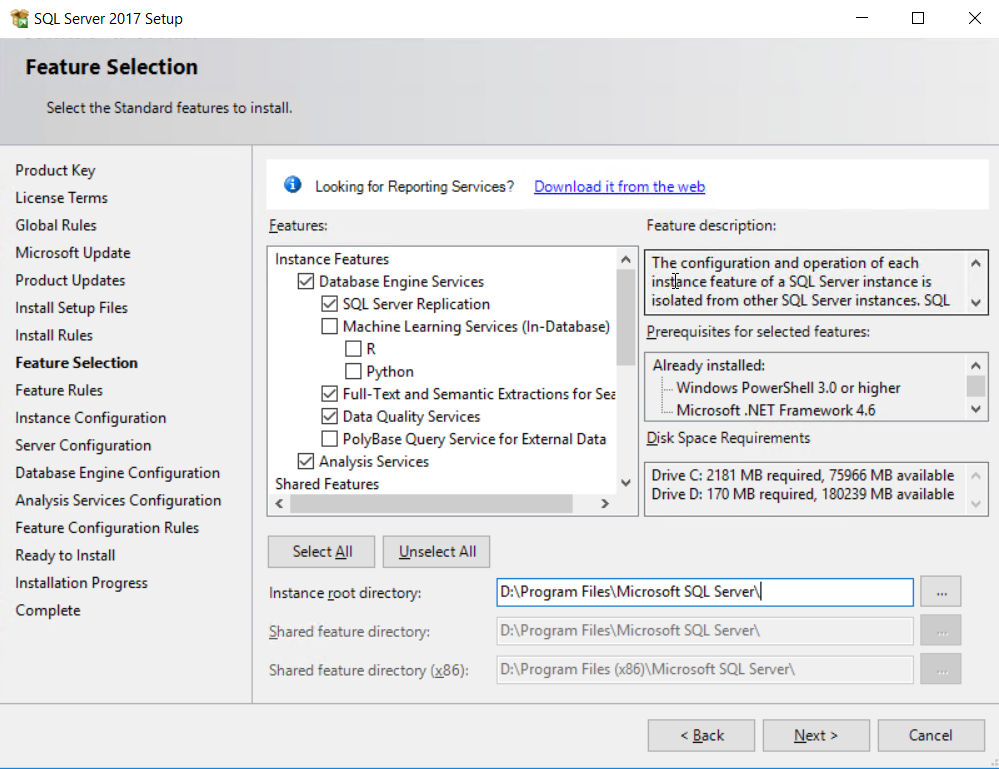 SQL Server 2017 Setup
Feature Selection
Select the Standard features to install.
Product Key
License Terms
Global Rules
Microsoft Update
Product Updates
Install Setup Files
Install Rules
Feature Selection
Feature Rules
Instance Configuration
Server Configuration
Database Engine Configuration
Analysis Services Configuration
Feature Configuration Rules
Ready to Install
Installation Progress
Complete
Looking for Reporting Services? Download it from the web
Features:
Instance Features
Database Engine Services
SQL Server Replication
Machine Learning Services (In-Database)
R
Python
Full-Text and Semantic Extractions for Sea
Data Quality Services
PolyBase Query Service for External Data
Analysis Services
Shared Features
Feature description:
The configuration and operation of each
instance feature of a SQL Server instance is
isolated from other SQL Server instances. SQL
Prerequisites for selected features:
Already installed:
Windows PowerShell 3.0 or higher
Microsoft .NET Framework 4.6
Disk Space Requirements
Drive C: 2181 MB required, 75966 MB available
Drive D: 170 MB required, 180239 MB available
Select All
Unselect All
Instance root directory:
D:\Program Files\Microsoft SQL Server\
...
Shared feature directory:
D:\Program Files\Microsoft SQL Server\
...
Shared feature directory (x86):
D:\Program Files (x86)\Microsoft SQL Server\
...
< Back
Next >
Cancel